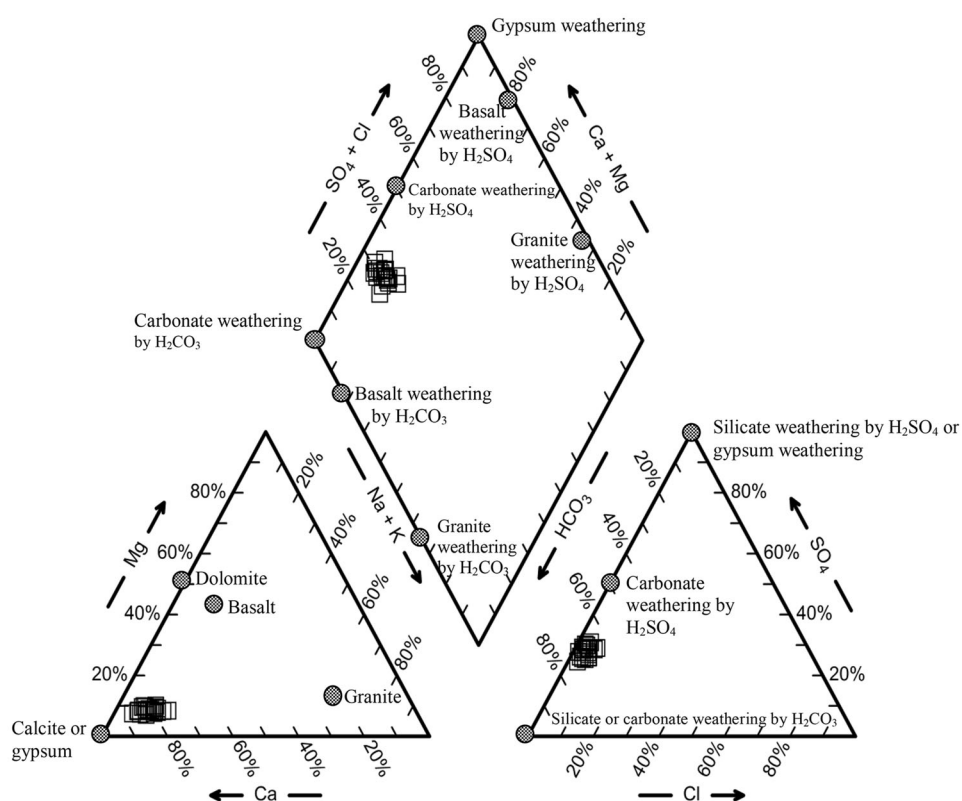 Gypsum weathering
80%
80%
Basalt
weathering
by H₂SO₄
60%
60%
SO₄ + Cl
Ca + Mg
40%
40%
Carbonate weathering
by H₂SO₄
20%
20%
Granite
weathering
by H₂SO₄
Carbonate weathering
by H₂CO₃
Basalt weathering
by H₂CO₃
Na + K
HCO₃
Granite
weathering
by H₂CO₃
Mg
80%
60%
40%
20%
20%
40%
60%
80%
Dolomite
Basalt
Granite
Calcite or
gypsum
80%
60%
40%
20%
Ca
Silicate weathering by H₂SO₄ or
gypsum weathering
20%
40%
60%
80%
80%
60%
40%
20%
SO₄
Carbonate
weathering by
H₂SO₄
Silicate or carbonate weathering by H₂CO₃
20%
40%
60%
80%
Cl